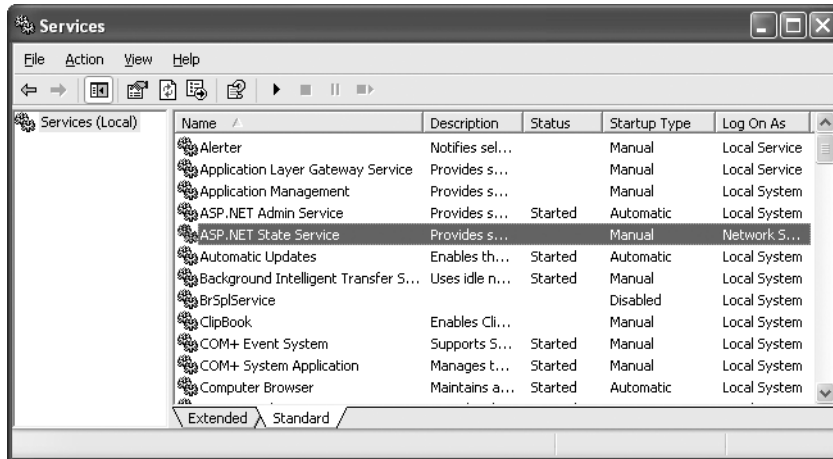 Services
File Action View Help
Services (Local)
Name Description Status Startup Type Log On As
Alerter Notifies sel... Manual Local Service
Application Layer Gateway Service Provides s... Manual Local Service
Application Management Provides s... Manual Local System
ASP.NET Admin Service Provides s... Started Automatic Local System
ASP.NET State Service Provides s... Manual Network S...
Automatic Updates Enables th... Started Automatic Local System
Background Intelligent Transfer S... Uses idle n... Started Manual Local System
BrSplService Disabled Local System
ClipBook Enables Cli... Manual Local System
COM+ Event System Supports S... Started Manual Local System
COM+ System Application Manages t... Started Manual Local System
Computer Browser Maintains a... Started Automatic Local System
Extended Standard